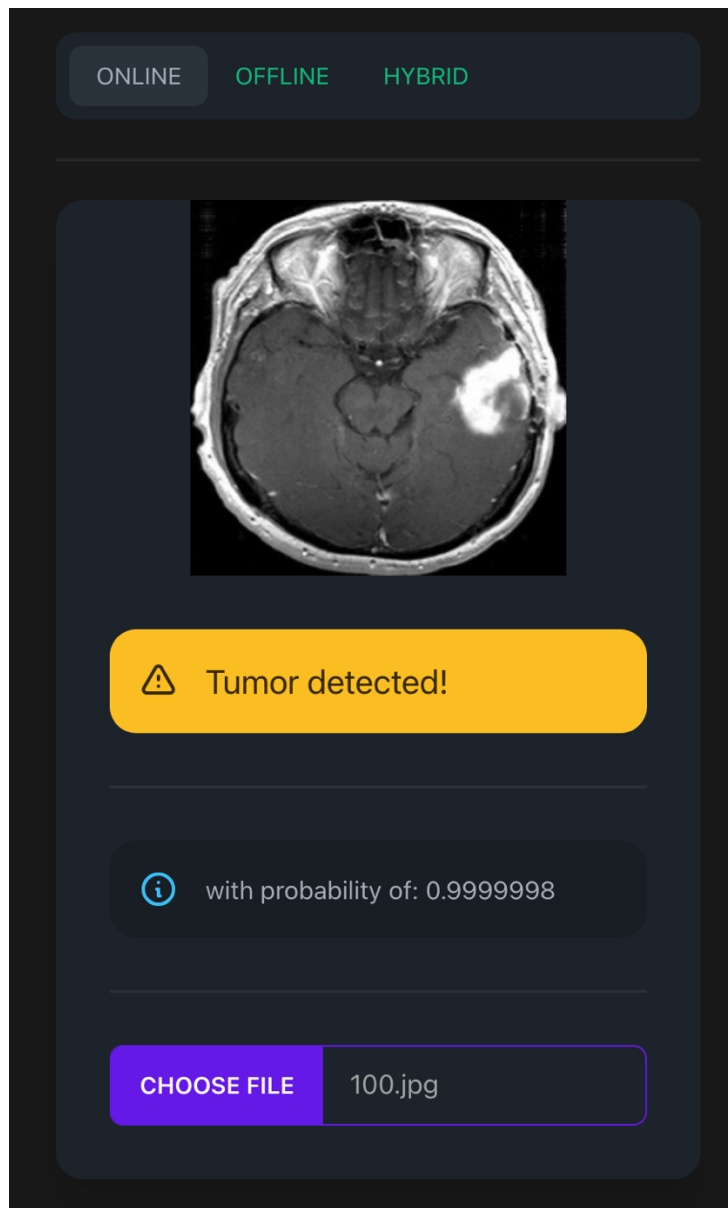 ONLINE OFFLINE HYBRID
Tumor detected!
with probability of: 0.9999998
CHOOSE FILE 100.jpg